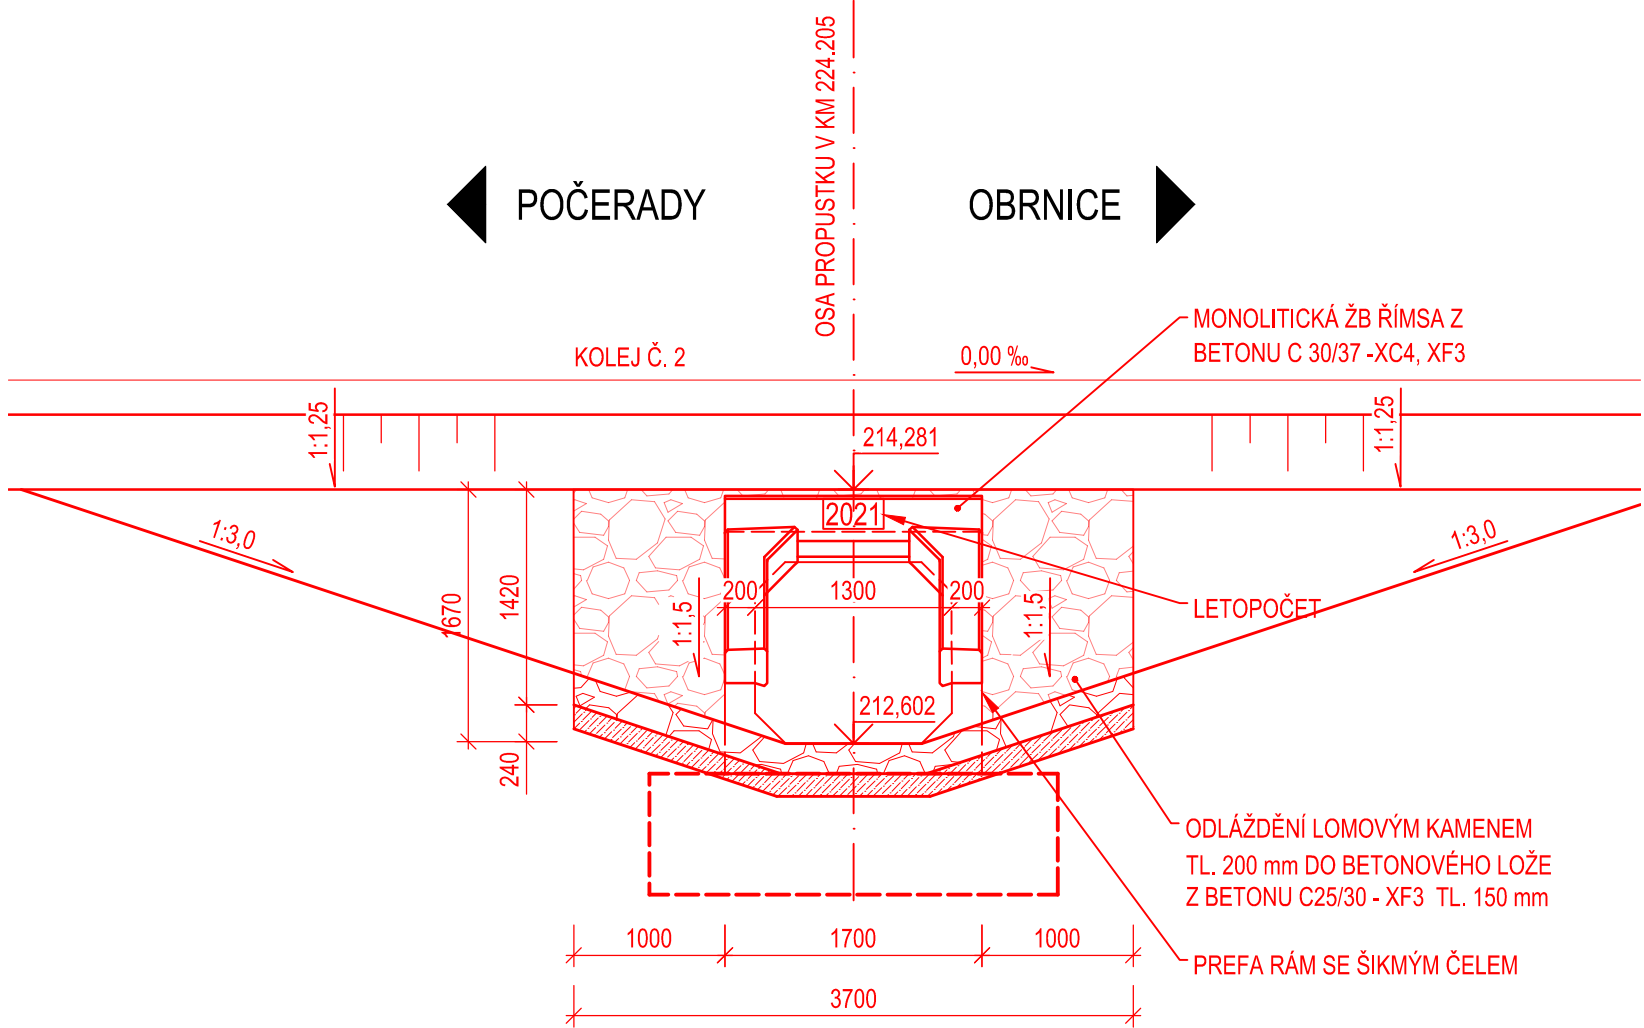 OSA PROPUSTKU V KM 224.205
POČERADY
OBRNICE
MONOLITICKÁ ŽB ŘÍMSA Z
BETONU C 30/37 -XC4, XF3
KOLEJ Č. 2
0,00 ‰
1:1,25
1:1,25
214,281
2021
1:3,0
1:3,0
200
1300
200
1420
1670
1:1,5
1:1,5
LETOPOČET
212,602
240
ODLÁŽDĚNÍ LOMOVÝM KAMENEM
TL. 200 mm DO BETONOVÉHO LOŽE
Z BETONU C25/30 - XF3 TL. 150 mm
1000
1700
1000
PREFA RÁM SE ŠIKMÝM ČELEM
3700